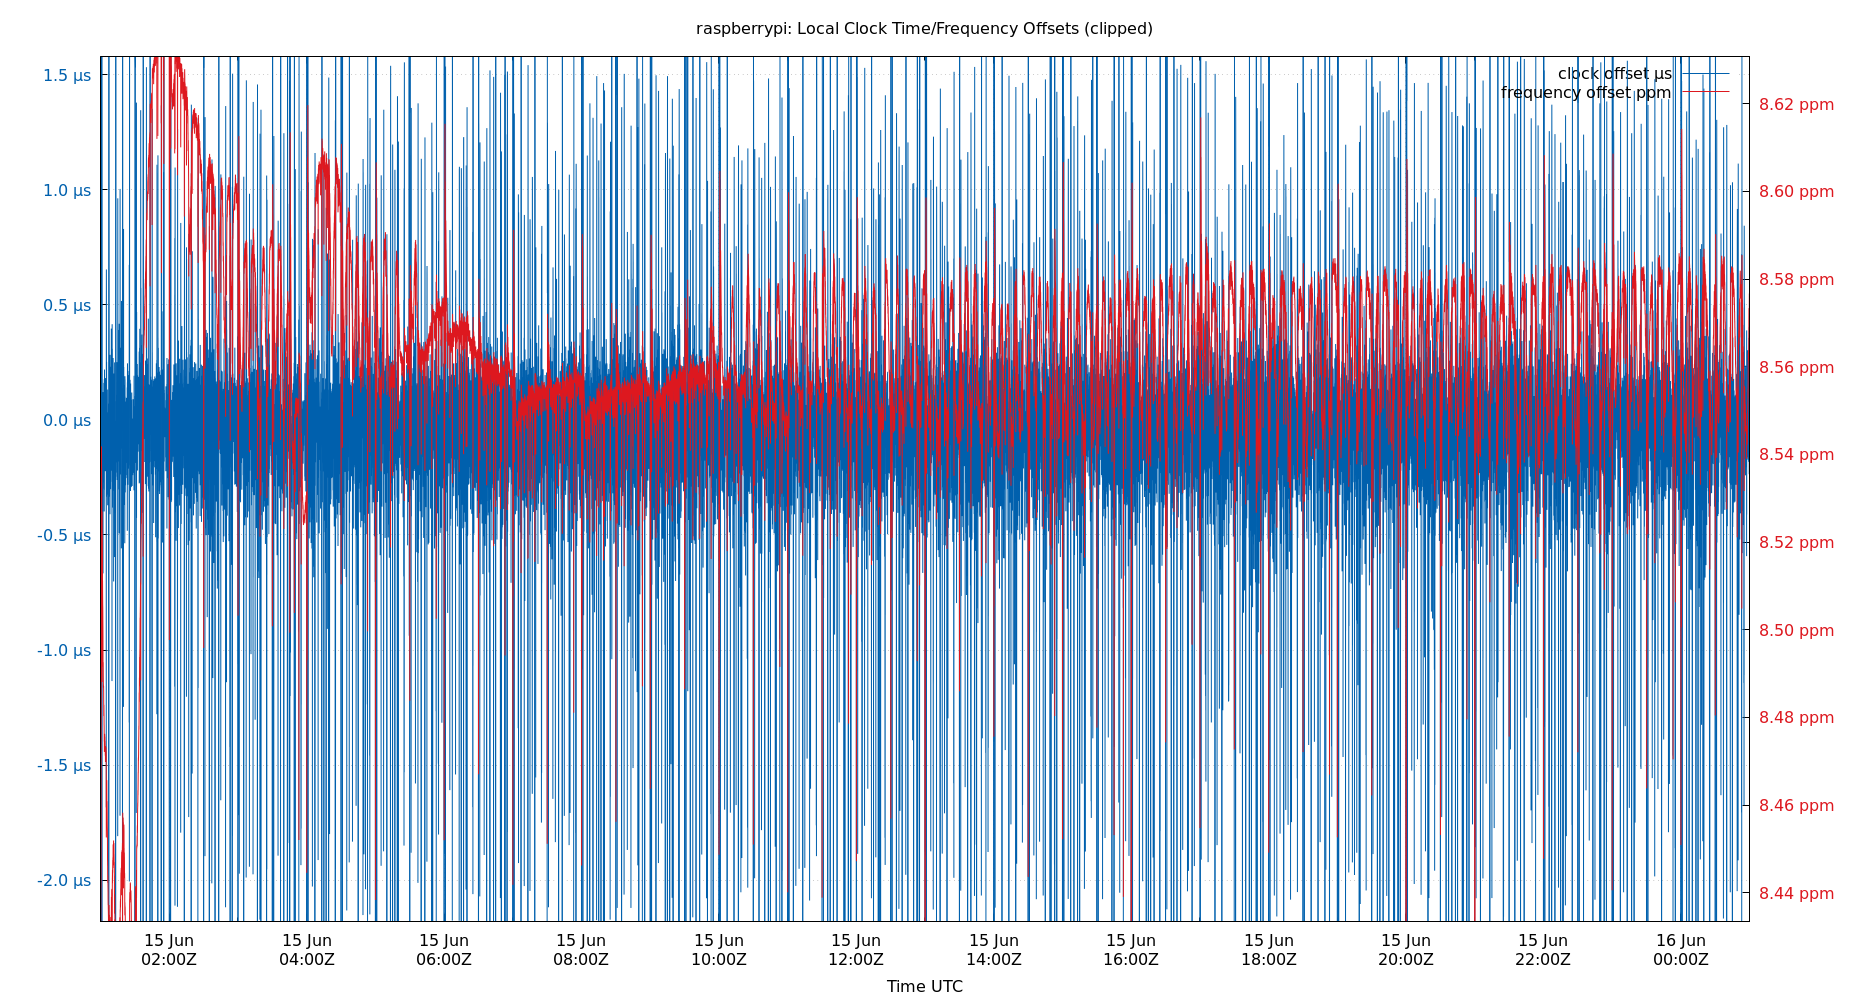 raspberrypi: Local Clock Time/Frequency Offsets (clipped)
clock offset µs
frequency offset ppm
1.5 µs
1.0 µs
0.5 µs
0.0 µs
-0.5 µs
-1.0 µs
-1.5 µs
-2.0 µs
8.62 ppm
8.60 ppm
8.58 ppm
8.56 ppm
8.54 ppm
8.52 ppm
8.50 ppm
8.48 ppm
8.46 ppm
8.44 ppm
15 Jun 15 Jun 15 Jun 15 Jun 15 Jun 15 Jun 15 Jun 15 Jun 15 Jun 15 Jun 15 Jun 16 Jun
02:00Z 04:00Z 06:00Z 08:00Z 10:00Z 12:00Z 14:00Z 16:00Z 18:00Z 20:00Z 22:00Z 00:00Z
Time UTC